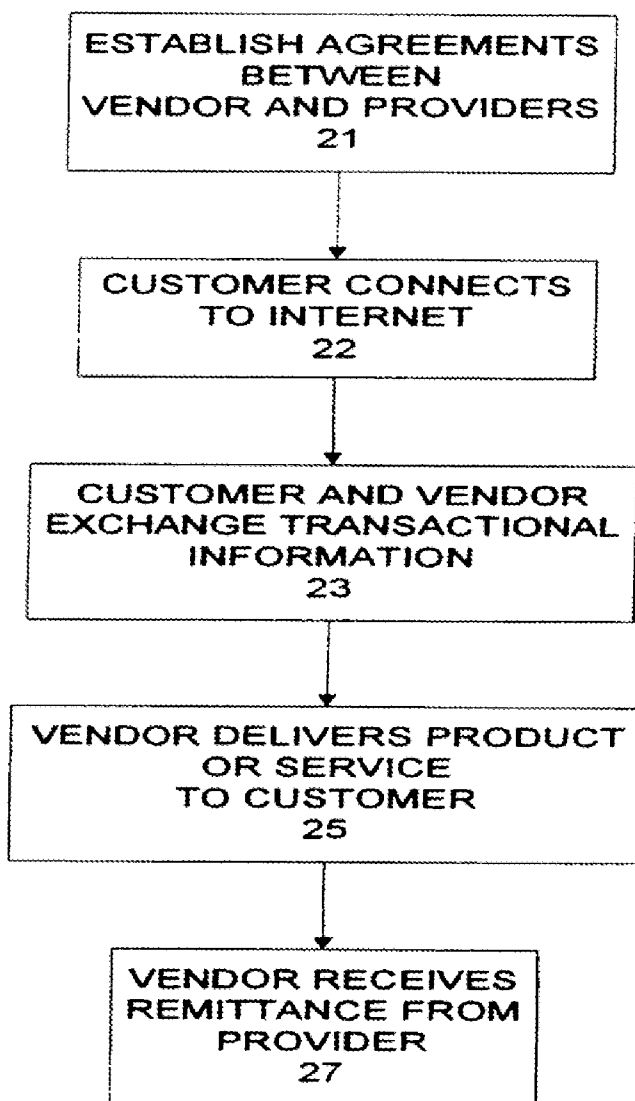 ESTABLISH AGREEMENTS
BETWEEN
VENDOR AND PROVIDERS
21
CUSTOMER CONNECTS
TO INTERNET
22
CUSTOMER AND VENDOR
EXCHANGE TRANSACTIONAL
INFORMATION
23
VENDOR DELIVERS PRODUCT
OR SERVICE
TO CUSTOMER
25
VENDOR RECEIVES
REMITTANCE FROM
PROVIDER
27